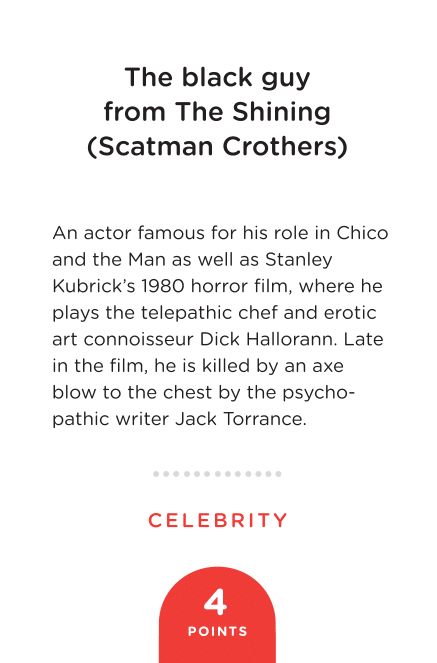 The black guy
from The Shining
(Scatman Crothers)
An actor famous for his role in Chico
and the Man as well as Stanley
Kubrick’s 1980 horror film, where he
plays the telepathic chef and erotic
art connoisseur Dick Hallorann. Late
in the film, he is killed by an axe
blow to the chest by the psycho-
pathic writer Jack Torrance.
CELEBRITY
4
POINTS